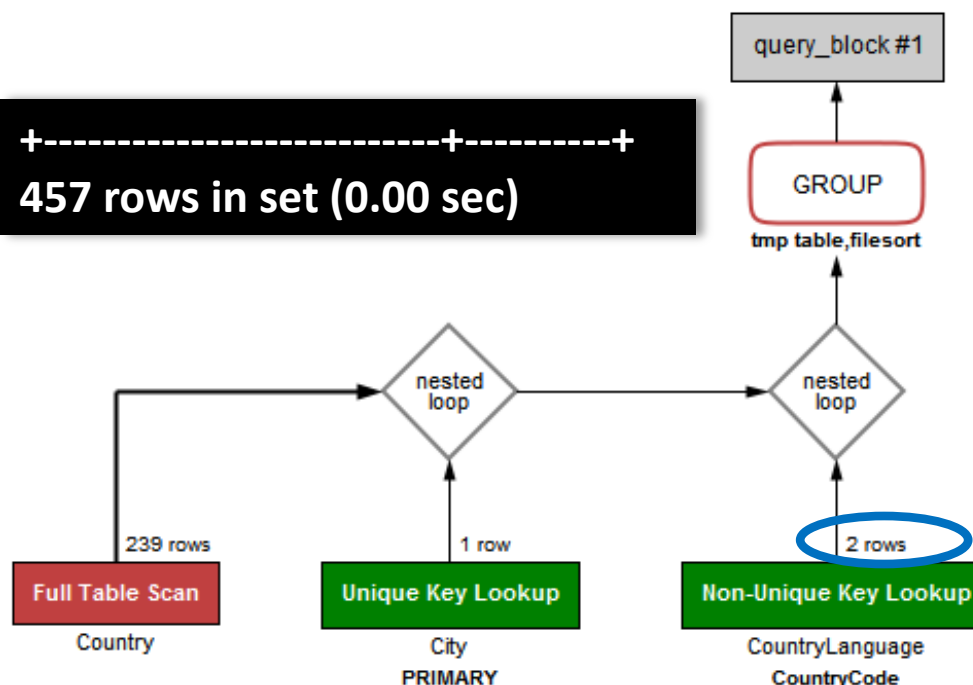 query_block #1
+---------------------------+----------+
457 rows in set (0.00 sec)
GROUP
tmp table,filesort
nested
loop
nested
loop
239 rows
1 row
2 rows
Full Table Scan
Unique Key Lookup
Non-Unique Key Lookup
Country
City
CountryLanguage
PRIMARY
CountryCode